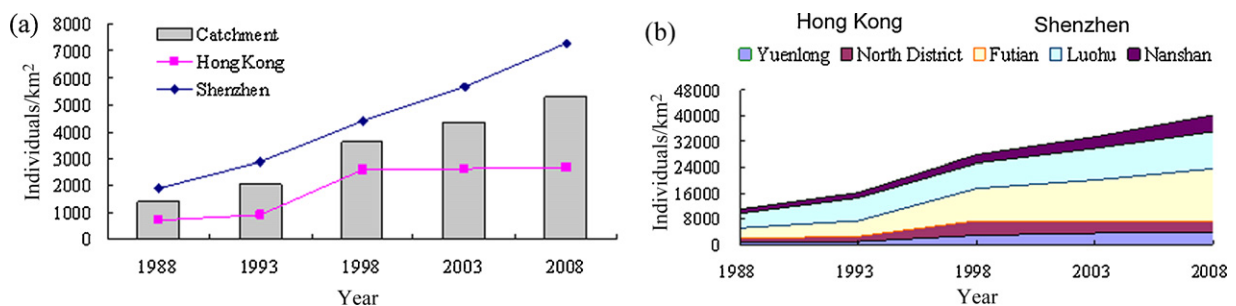 (a)
Individuals/km²
8000
7000
6000
5000
4000
3000
2000
1000
0
Catchment
HongKong
Shenzhen
1988 1993 1998 2003 2008
Year
(b)
Hong Kong Shenzhen
Yuenlong North District Futian Luohu Nanshan
Individuals/km²
48000
40000
32000
24000
16000
8000
0
1988 1993 1998 2003 2008
Year